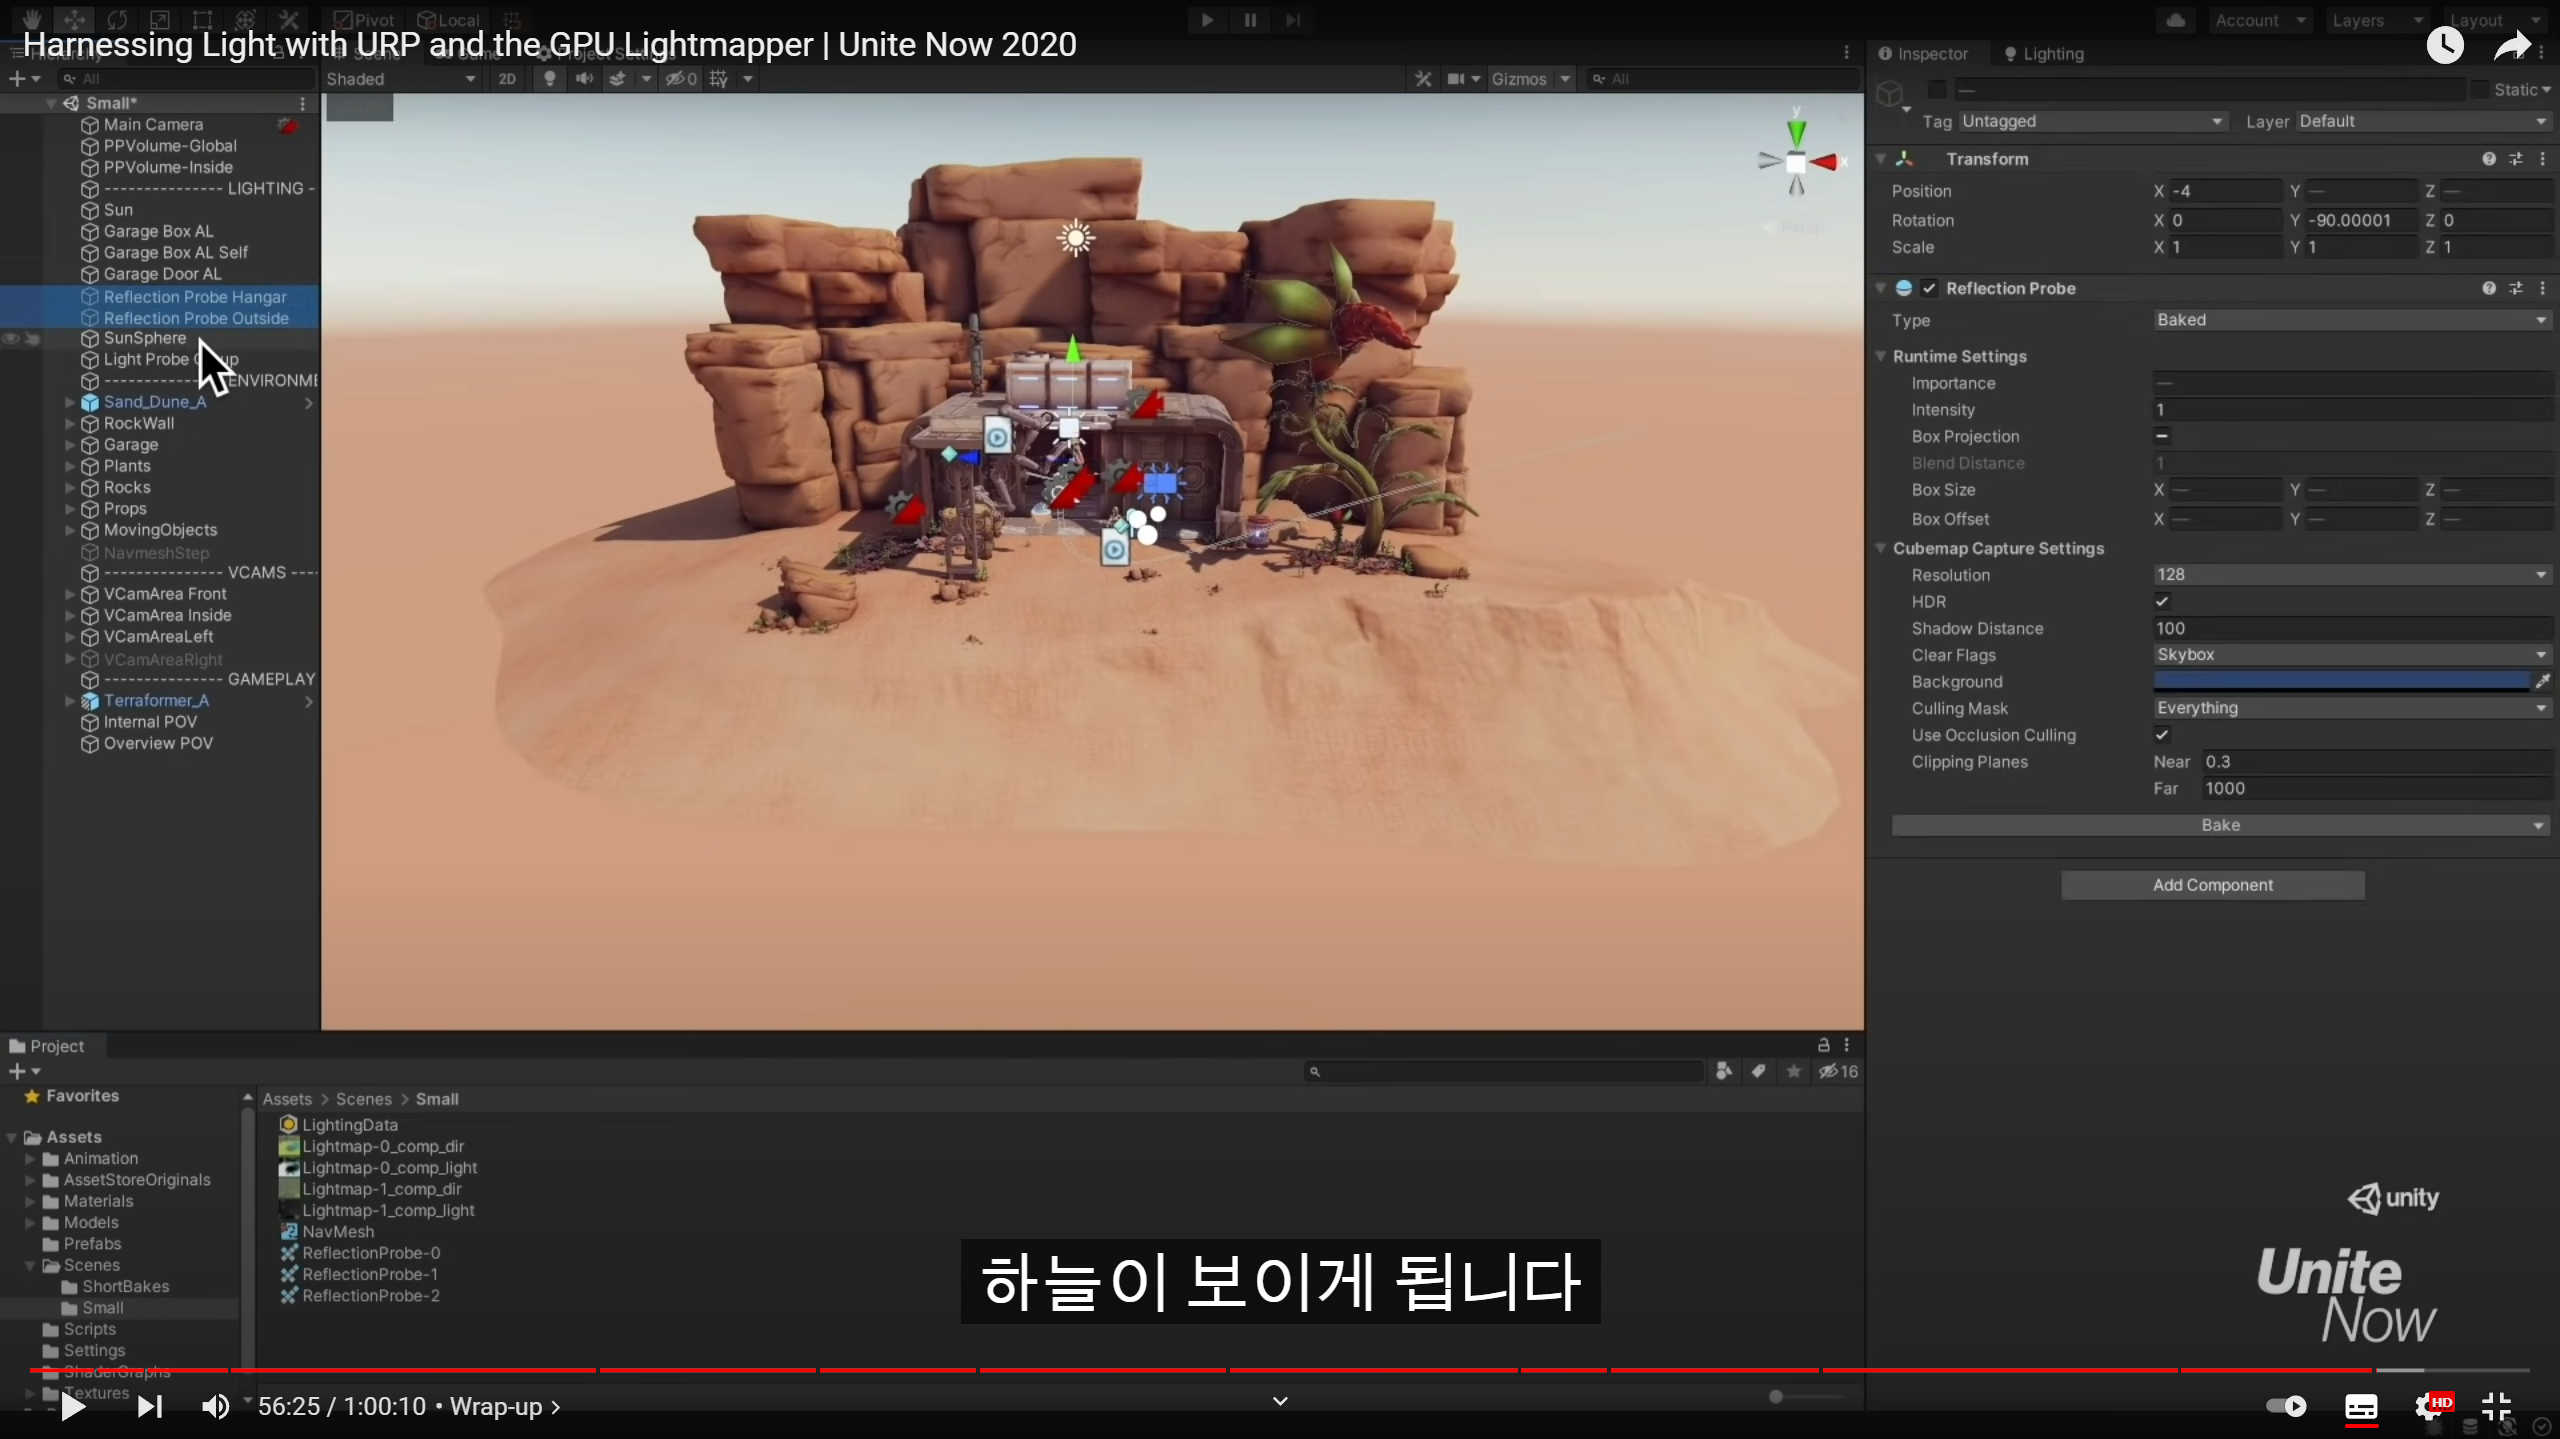 Pivot
Local
Account
Layers
Layout
Harnessing Light with URP and the GPU Lightmapper | Unite Now 2020
Hierarchy
Scene
Game
Project Settings
All
Shaded
2D
0
Gizmos
All
Small*
Main Camera
PPVolume-Global
PPVolume-Inside
--------------- LIGHTING -
Sun
Garage Box AL
Garage Box AL Self
Garage Door AL
Reflection Probe Hangar
Reflection Probe Outside
SunSphere
Light Probe
ENVIRONME
Sand_Dune_A
RockWall
Garage
Plants
Rocks
Props
MovingObjects
NavmeshStep
--------------- VCAMS ----
VCamArea Front
VCamArea Inside
VCamAreaLeft
VCamAreaRight
--------------- GAMEPLAY
Terraformer_A
Internal POV
Overview POV
y
x
Persp
Inspector
Lighting
—
Static
Tag Untagged
Layer Default
Transform
Position X -4 Y — Z —
Rotation X 0 Y -90.00001 Z 0
Scale X 1 Y 1 Z 1
Reflection Probe
Type Baked
Runtime Settings
Importance —
Intensity 1
Box Projection
Blend Distance 1
Box Size X — Y — Z —
Box Offset X — Y — Z —
Cubemap Capture Settings
Resolution 128
HDR
Shadow Distance 100
Clear Flags Skybox
Background
Culling Mask Everything
Use Occlusion Culling
Clipping Planes Near 0.3
Far 1000
Bake
Add Component
Project
16
Favorites
Assets
Animation
AssetStoreOriginals
Materials
Models
Prefabs
Scenes
ShortBakes
Small
Scripts
Settings
ShaderGraphs
Textures
Assets > Scenes > Small
LightingData
Lightmap-0_comp_dir
Lightmap-0_comp_light
Lightmap-1_comp_dir
Lightmap-1_comp_light
NavMesh
ReflectionProbe-0
ReflectionProbe-1
ReflectionProbe-2
하늘이 보이게 됩니다
unity
Unite
Now
56:25 / 1:00:10 • Wrap-up >
HD